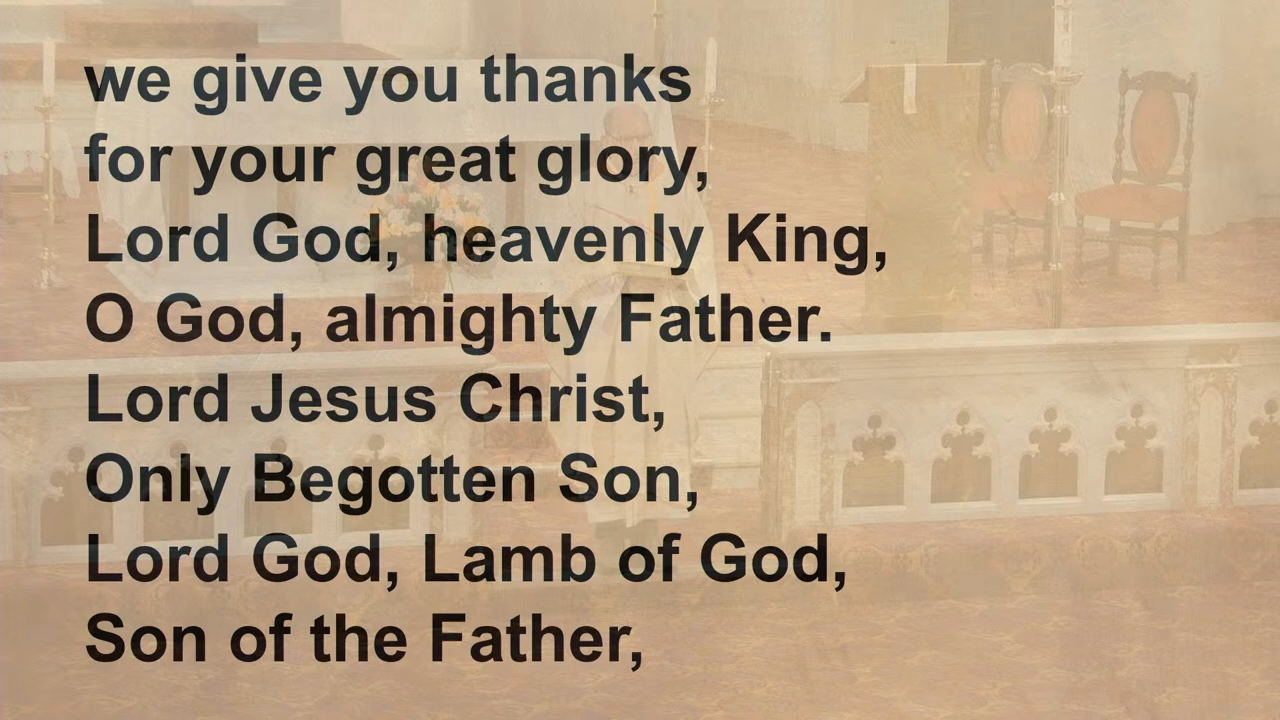 we give you thanks
for your great glory,
Lord God, heavenly King,
O God, almighty Father.
Lord Jesus Christ,
Only Begotten Son,
Lord God, Lamb of God,
Son of the Father,